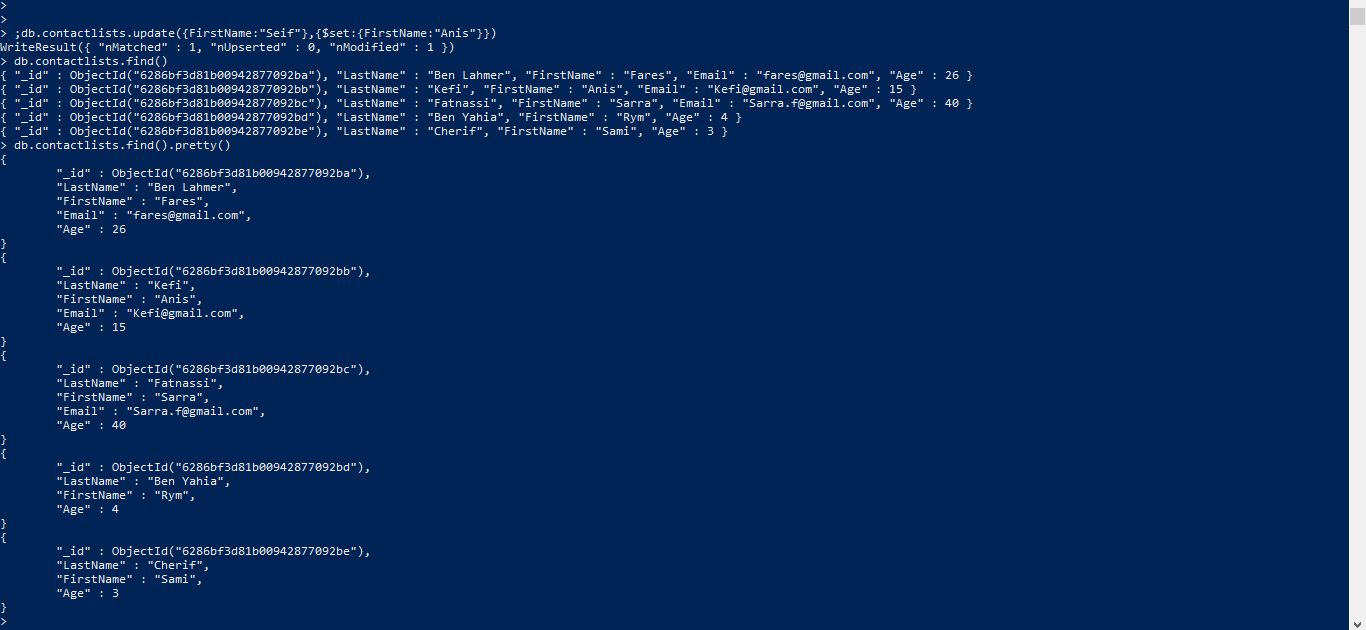 >
>
> ;db.contactlists.update({FirstName:"Seif"},{$set:{FirstName:"Anis"}})
WriteResult({ "nMatched" : 1, "nUpserted" : 0, "nModified" : 1 })
> db.contactlists.find()
{ "_id" : ObjectId("6286bf3d81b00942877092ba"), "LastName" : "Ben Lahmer", "FirstName" : "Fares", "Email" : "fares@gmail.com", "Age" : 26 }
{ "_id" : ObjectId("6286bf3d81b00942877092bb"), "LastName" : "Kefi", "FirstName" : "Anis", "Email" : "Kefi@gmail.com", "Age" : 15 }
{ "_id" : ObjectId("6286bf3d81b00942877092bc"), "LastName" : "Fatnassi", "FirstName" : "Sarra", "Email" : "Sarra.f@gmail.com", "Age" : 40 }
{ "_id" : ObjectId("6286bf3d81b00942877092bd"), "LastName" : "Ben Yahia", "FirstName" : "Rym", "Age" : 4 }
{ "_id" : ObjectId("6286bf3d81b00942877092be"), "LastName" : "Cherif", "FirstName" : "Sami", "Age" : 3 }
> db.contactlists.find().pretty()
{
        "_id" : ObjectId("6286bf3d81b00942877092ba"),
        "LastName" : "Ben Lahmer",
        "FirstName" : "Fares",
        "Email" : "fares@gmail.com",
        "Age" : 26
}
{
        "_id" : ObjectId("6286bf3d81b00942877092bb"),
        "LastName" : "Kefi",
        "FirstName" : "Anis",
        "Email" : "Kefi@gmail.com",
        "Age" : 15
}
{
        "_id" : ObjectId("6286bf3d81b00942877092bc"),
        "LastName" : "Fatnassi",
        "FirstName" : "Sarra",
        "Email" : "Sarra.f@gmail.com",
        "Age" : 40
}
{
        "_id" : ObjectId("6286bf3d81b00942877092bd"),
        "LastName" : "Ben Yahia",
        "FirstName" : "Rym",
        "Age" : 4
}
{
        "_id" : ObjectId("6286bf3d81b00942877092be"),
        "LastName" : "Cherif",
        "FirstName" : "Sami",
        "Age" : 3
}
>